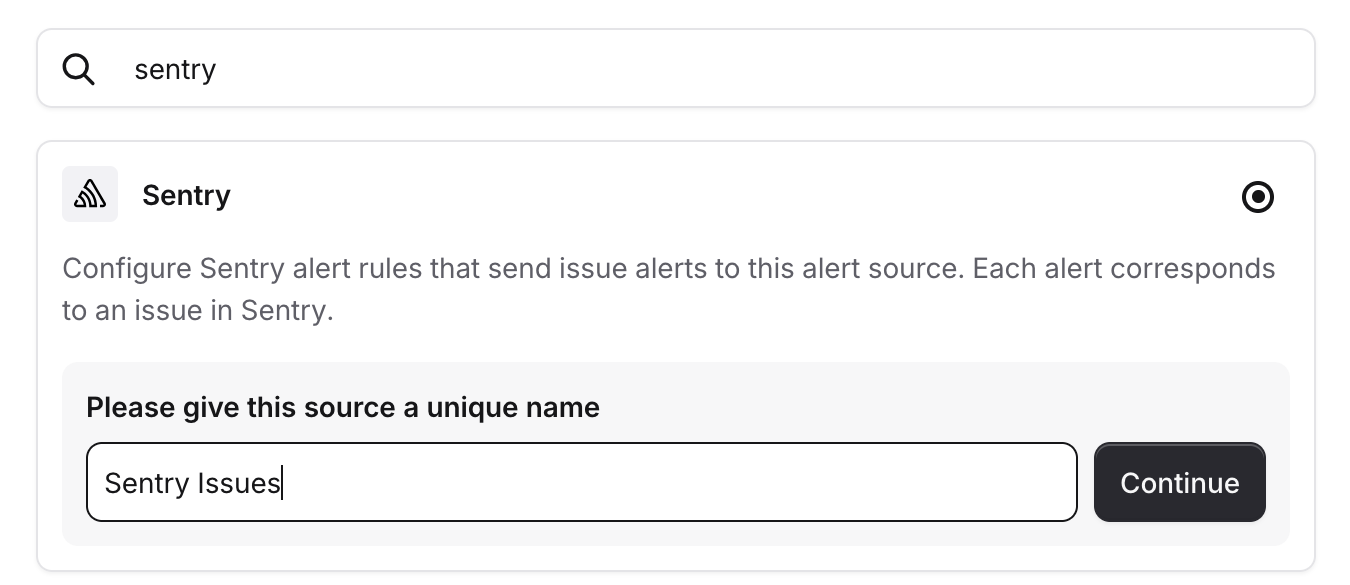 sentry
Sentry
Configure Sentry alert rules that send issue alerts to this alert source. Each alert corresponds
to an issue in Sentry.
Please give this source a unique name
Sentry Issues
Continue